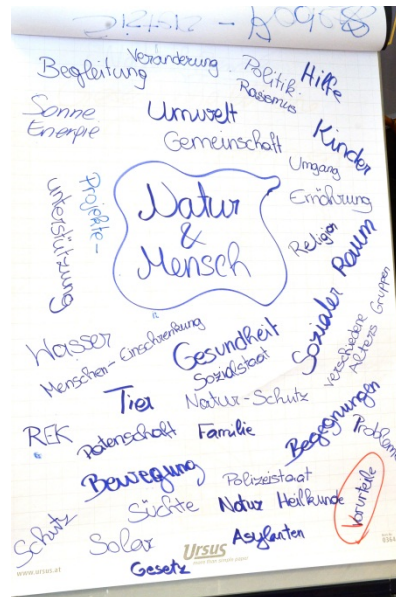 Veränderung
Politik
Begleitung
Hilfe
Rassismus
Sonne
Energie
Umwelt
Gemeinschaft
Kinder
Umgang
Ernährung
Projekte-
unterstützung
Natur
&
Mensch
Religion
Sozialer Raum
verschiedene
Alters Gruppen
Wasser
Menschen-Einschrenkung
Gesundheit
Sozialstaat
Tier
Natur-Schutz
REK
Patenschaft
Familie
Begegnungen
Probleme
Bewegung
Polizeistaat
Süchte
Natur Heilkunde
Vorurteile
Schutz
Solar
Asylanten
Gesetz
Ursus
www.ursus.at